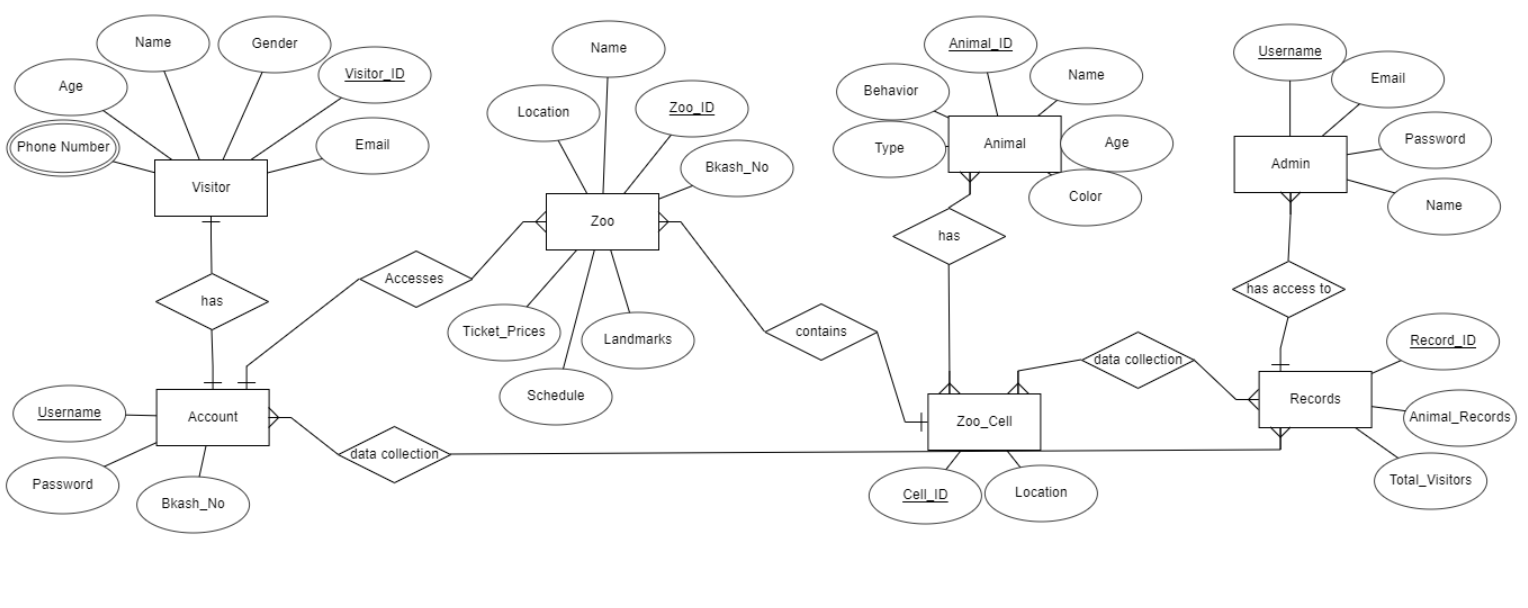 Name
Gender
Visitor_ID
Age
Phone Number
Email
Visitor
has
Account
Username
Password
Bkash_No
Accesses
data collection
Name
Location
Zoo_ID
Bkash_No
Zoo
Ticket_Prices
Schedule
Landmarks
contains
Animal_ID
Behavior
Name
Type
Animal
Age
Color
has
Zoo_Cell
Cell_ID
Location
data collection
Username
Email
Password
Admin
Name
has access to
Record_ID
Records
Animal_Records
Total_Visitors